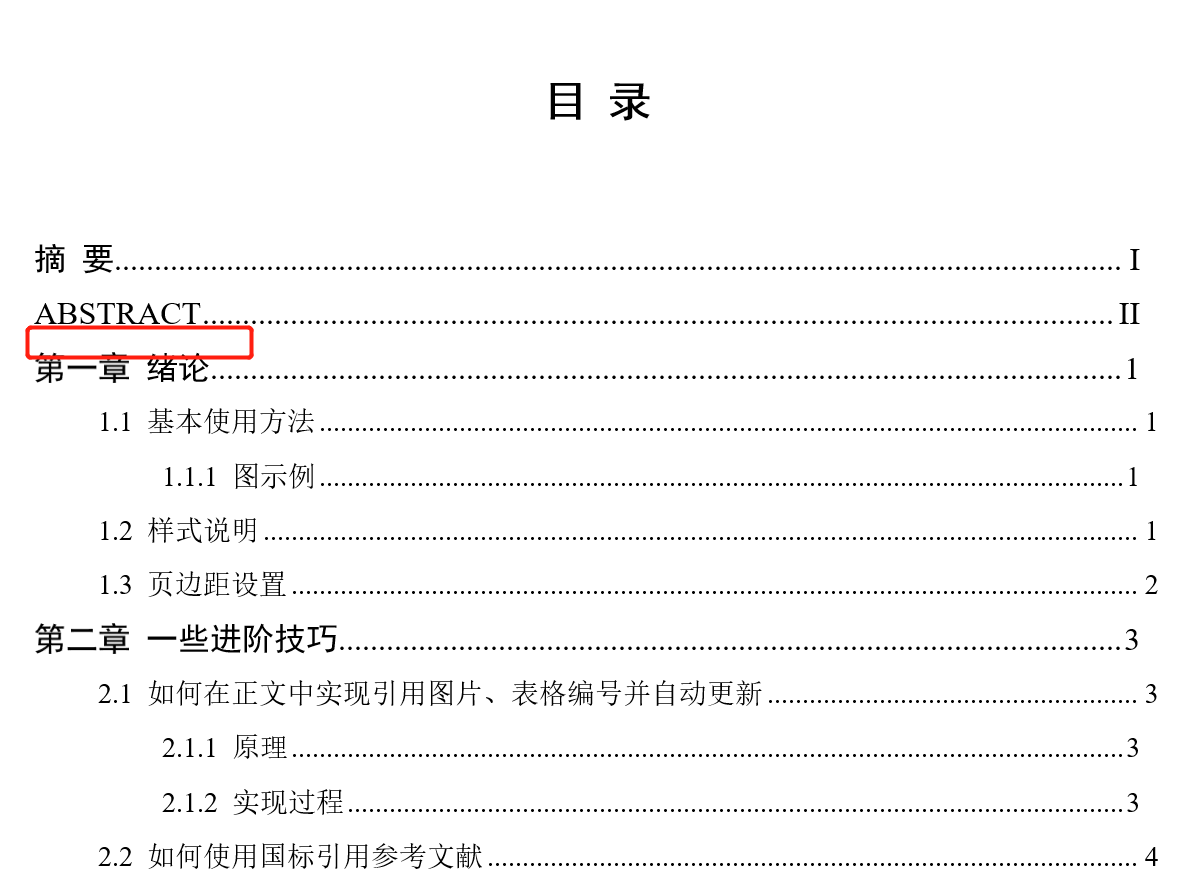 目 录
摘 要 I
ABSTRACT II
第一章 绪论 1
1.1 基本使用方法 1
1.1.1 图示例 1
1.2 样式说明 1
1.3 页边距设置 2
第二章 一些进阶技巧 3
2.1 如何在正文中实现引用图片、表格编号并自动更新 3
2.1.1 原理 3
2.1.2 实现过程 3
2.2 如何使用国标引用参考文献 4